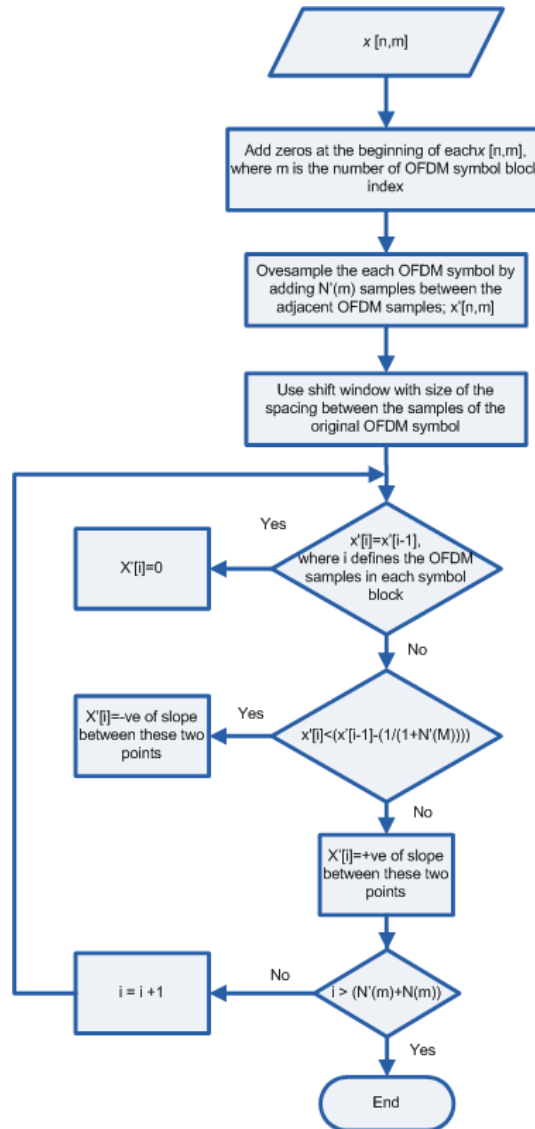 x [n,m]
Add zeros at the beginning of eachx [n,m],
where m is the number of OFDM symbol block
index
Ovesample the each OFDM symbol by
adding N'(m) samples between the
adjacent OFDM samples; x'[n,m]
Use shift window with size of the
spacing between the samples of the
original OFDM symbol
Yes
x'[i]=x'[i-1],
where i defines the OFDM
samples in each symbol
block
X'[i]=0
No
X'[i]=-ve of slope
between these two
points
Yes
x'[i]<(x'[i-1]-(1/(1+N'(M))))
No
X'[i]=+ve of slope
between these two
points
i = i +1
No
i > (N'(m)+N(m))
Yes
End